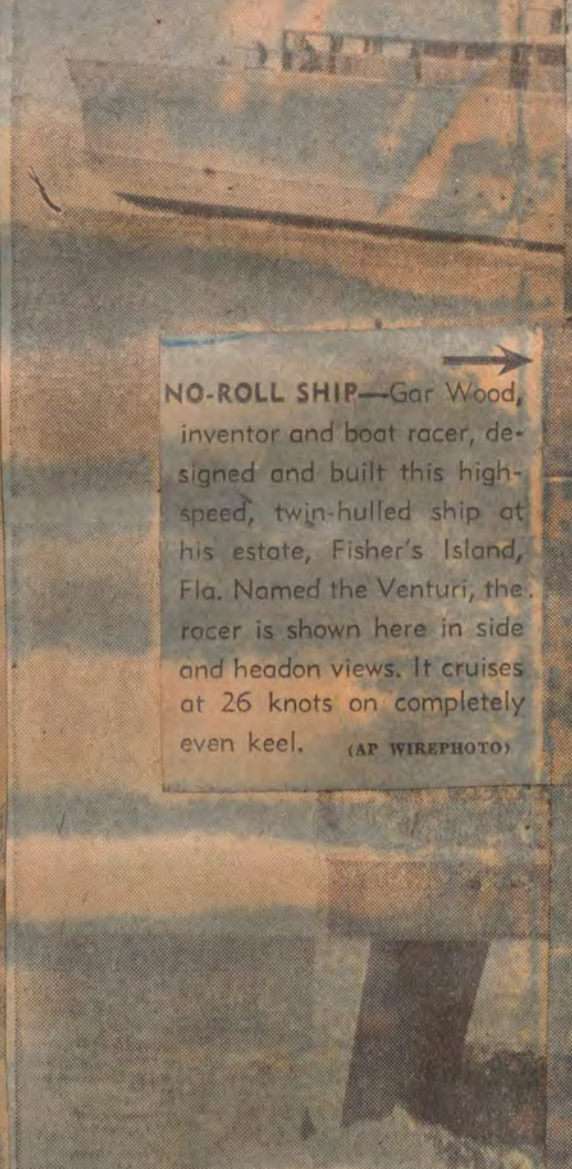 NO-ROLL SHIP—Gar Wood,
inventor and boat racer, de-
signed and built this high-
speed, twin-hulled ship at
his estate, Fisher's Island,
Fla. Named the Venturi, the
racer is shown here in side
and headon views. It cruises
at 26 knots on completely
even keel. (AP WIREPHOTO)